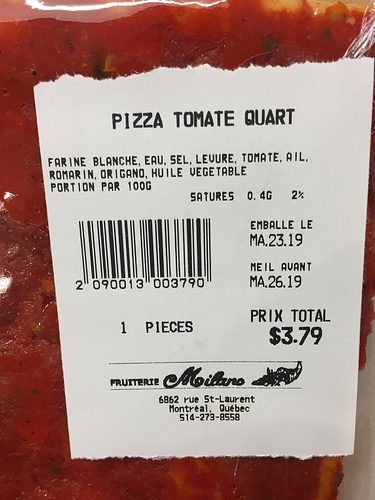 PIZZA TOMATE QUART
FARINE BLANCHE, EAU, SEL, LEVURE, TOMATE, AIL,
ROMARIN, ORIGANO, HUILE VEGETABLE
PORTION PAR 100G
SATURES 0.4G 2%
EMBALLE LE
MA.23.19
MEIL AVANT
MA.26.19
2 090013 003790
PRIX TOTAL
$3.79
1 PIECES
FRUITERIE Milano
6862 rue St-Laurent
Montréal, Québec
514-273-8558